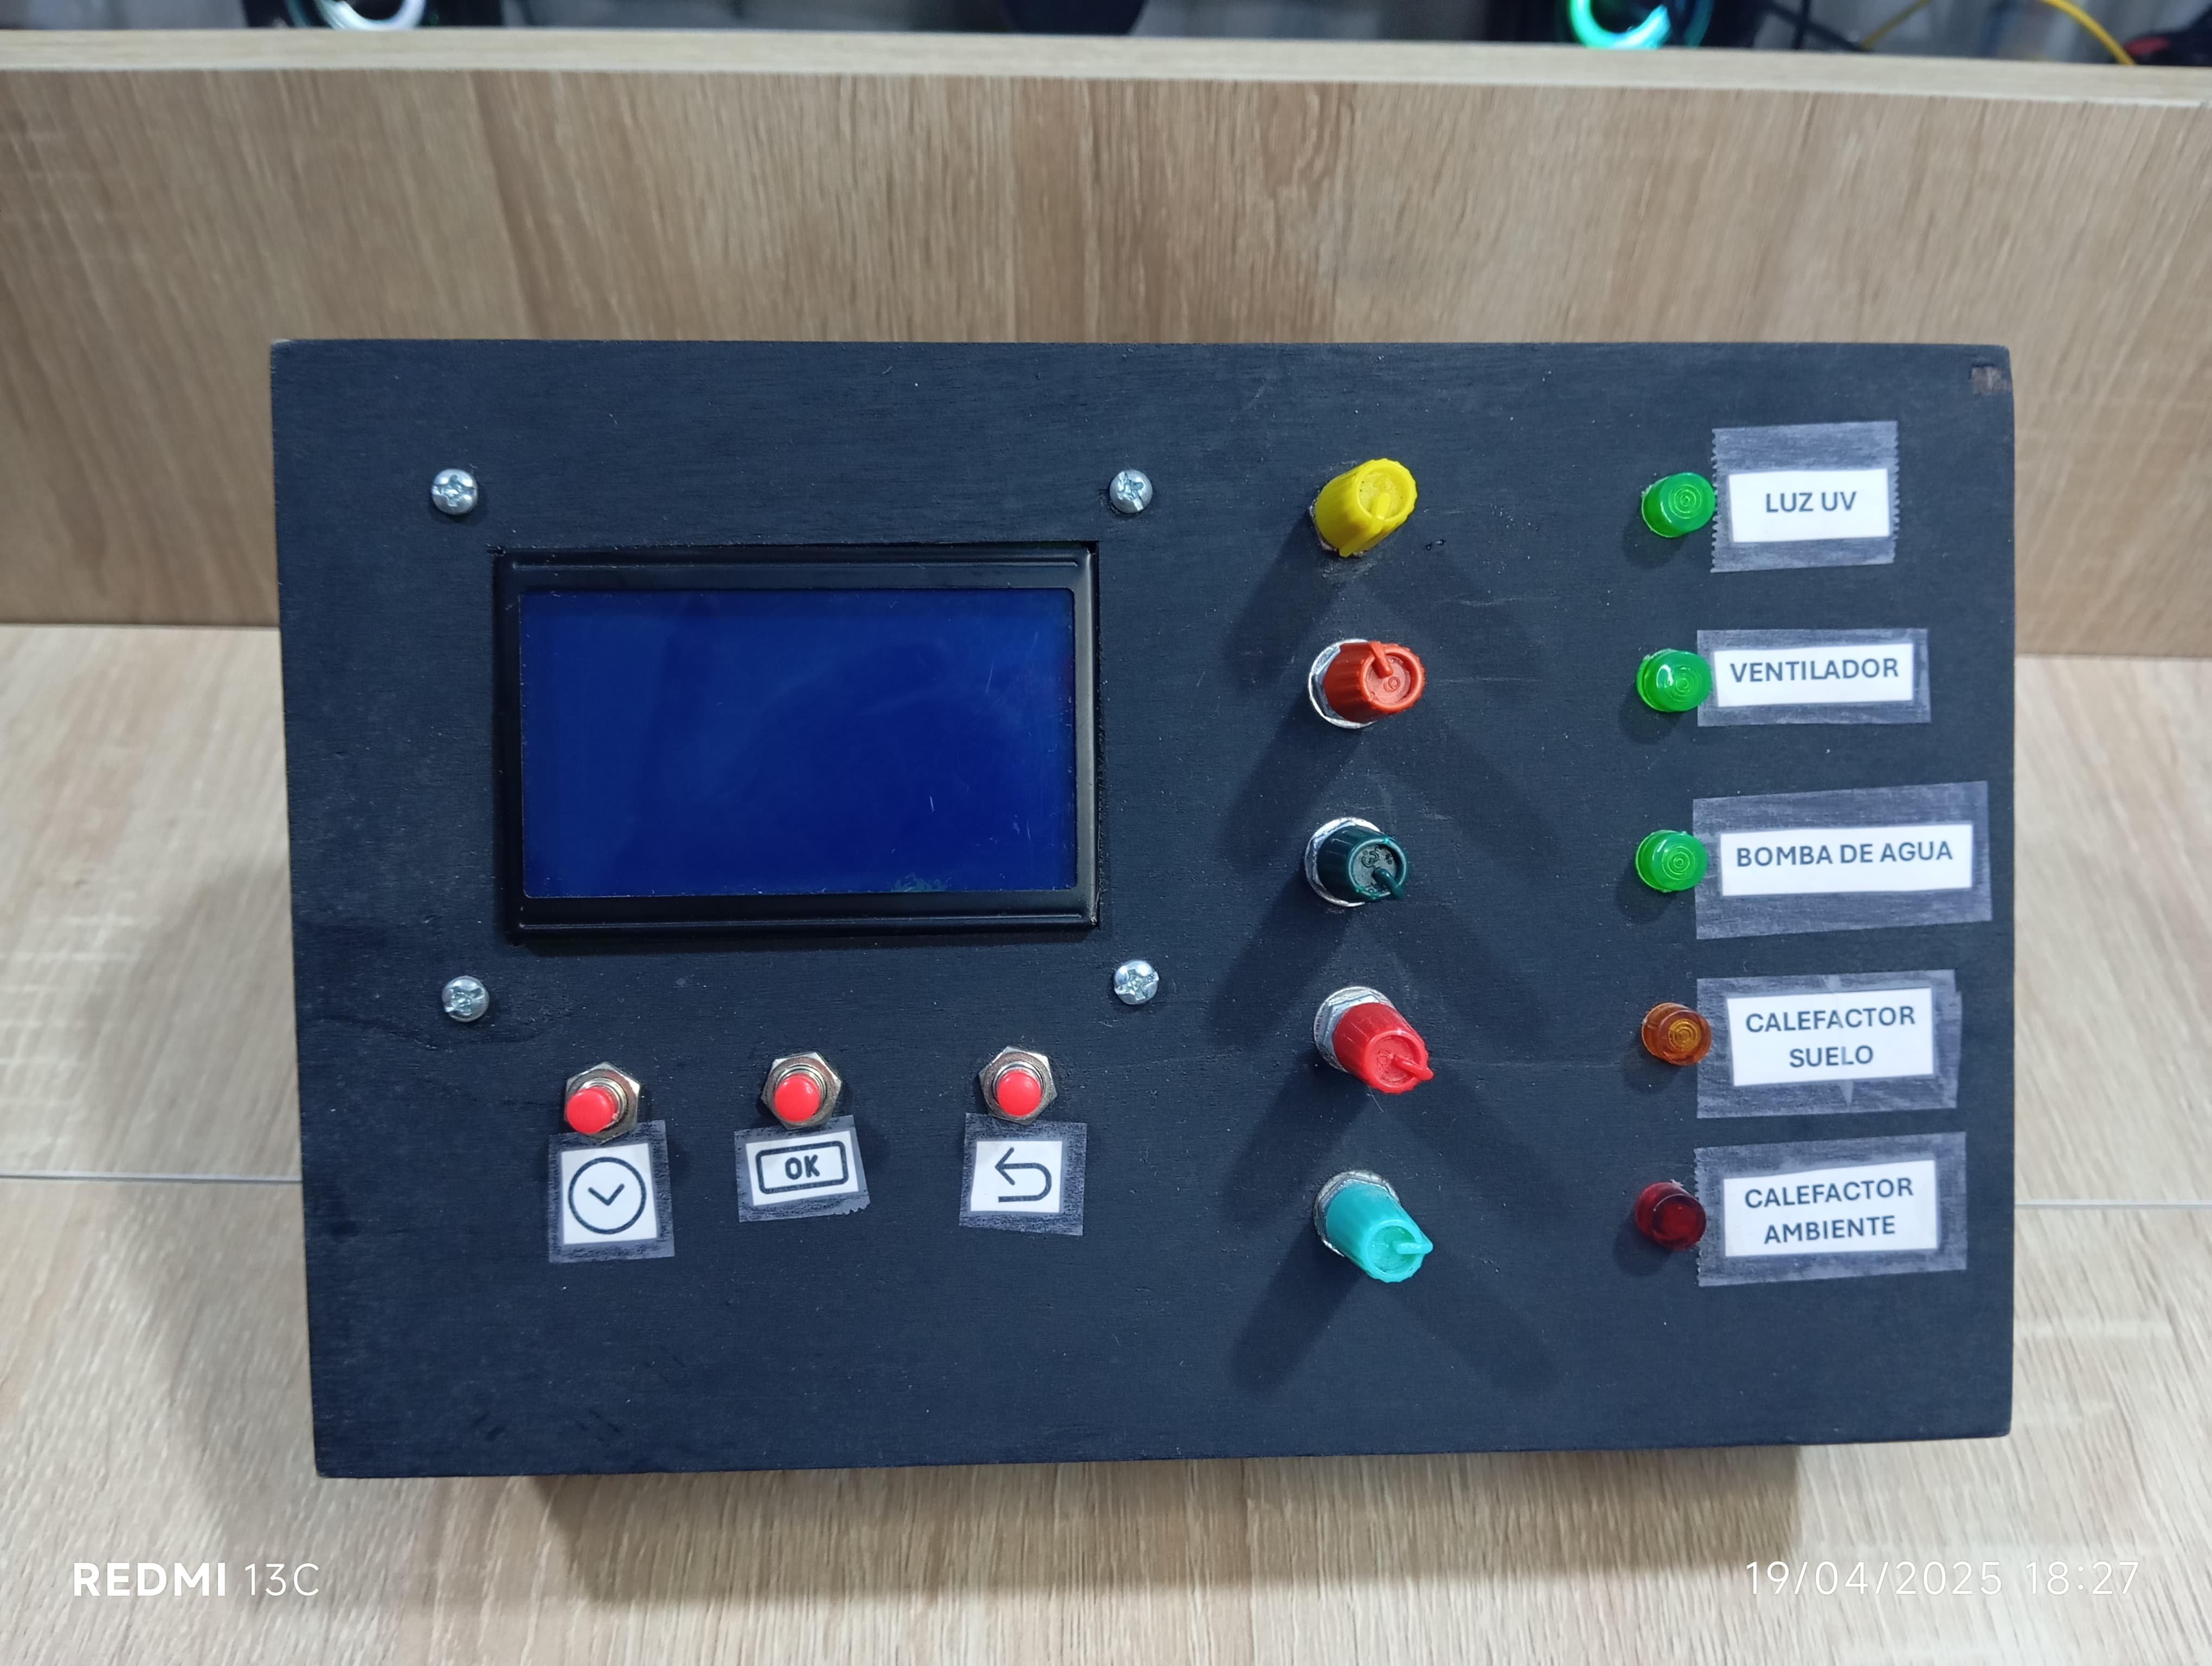 LUZ UV
VENTILADOR
BOMBA DE AGUA
CALEFACTOR
SUELO
CALEFACTOR
AMBIENTE
OK
REDMI 13C
19/04/2025 18:27